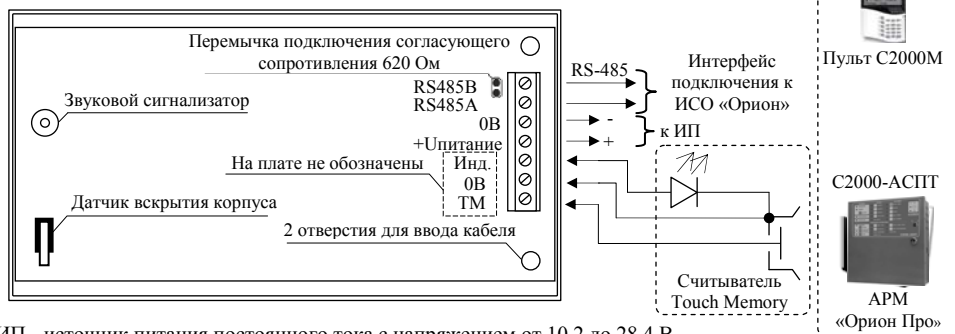 Перемычка подключения согласующего
сопротивления 620 Ом
RS485B
RS485A
0В
+Uпитание
Инд.
0В
ТМ
Звуковой сигнализатор
На плате не обозначены
Датчик вскрытия корпуса
2 отверстия для ввода кабеля
RS-485
Интерфейс
подключения к
ИСО «Орион»
-
+
к ИП
Считыватель
Touch Memory
Пульт С2000М
С2000-АСПТ
АРМ
«Орион Про»
ИП - источник питания постоянного тока с напряжением от 10,2 до 28,4 В